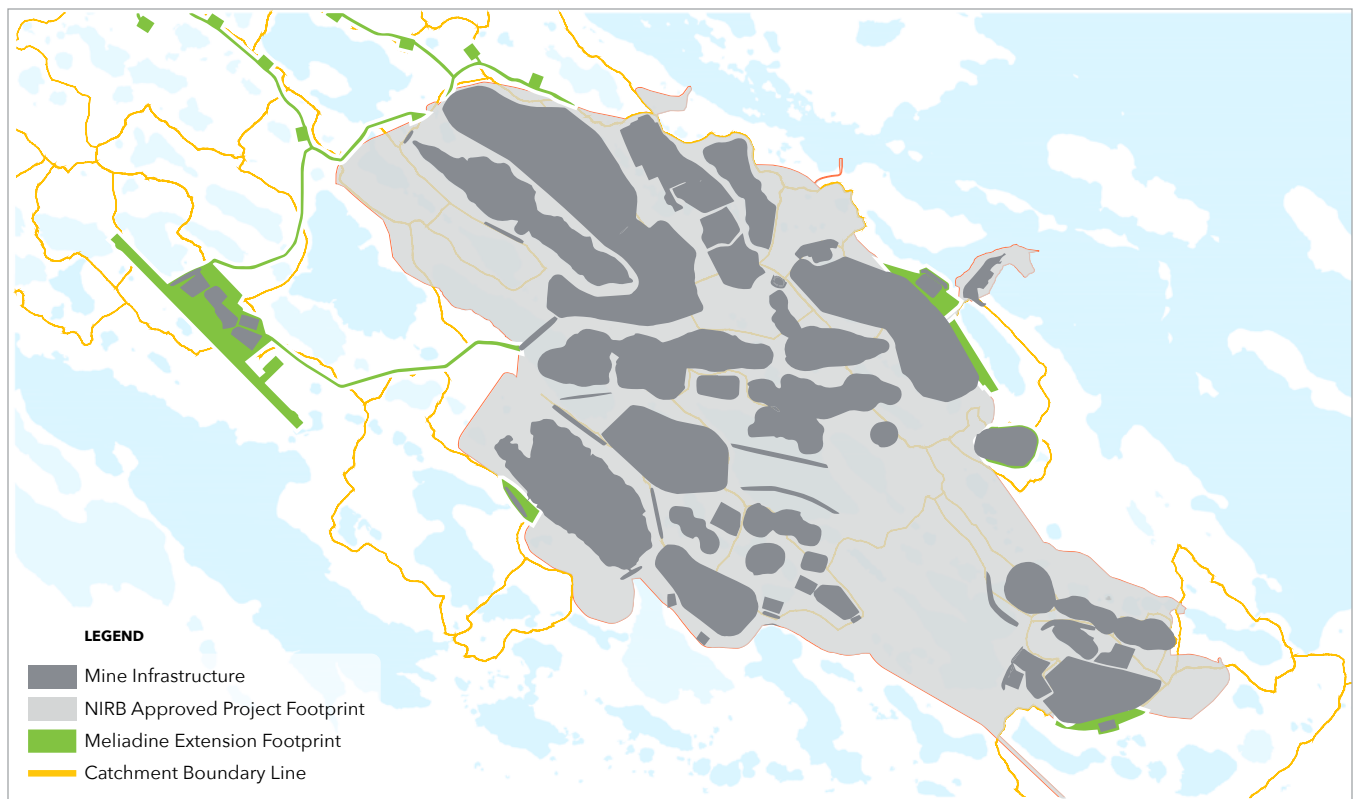 LEGEND
Mine Infrastructure
NIRB Approved Project Footprint
Meliadine Extension Footprint
Catchment Boundary Line